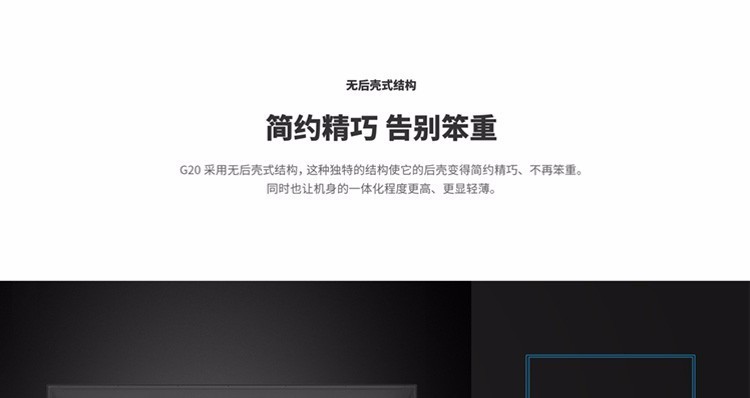 无后壳式结构
简约精巧 告别笨重
G20 采用无后壳式结构，这种独特的结构使它的后壳变得简约精巧、不再笨重。
同时也让机身的一体化程度更高、更显轻薄。